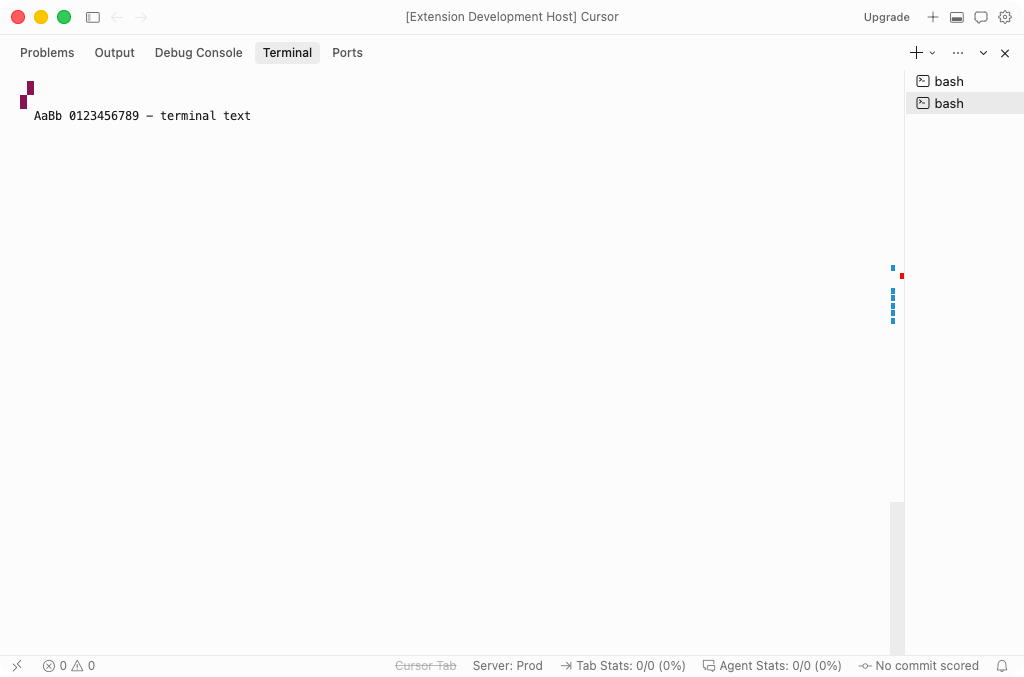 [Extension Development Host] Cursor
Upgrade
Problems Output Debug Console Terminal Ports
bash
bash
AaBb 0123456789 – terminal text
0 0 Cursor Tab Server: Prod Tab Stats: 0/0 (0%) Agent Stats: 0/0 (0%) No commit scored